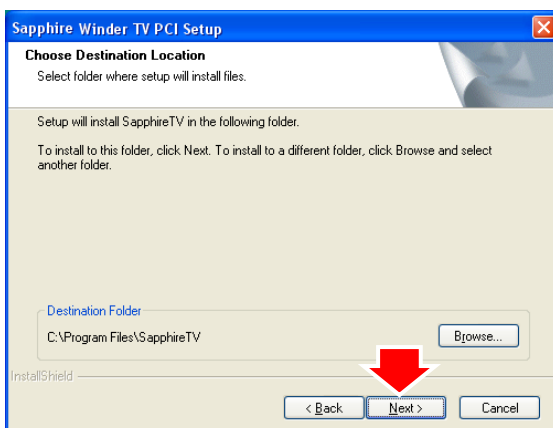 Sapphire Winder TV PCI Setup
Choose Destination Location
Select folder where setup will install files.
Setup will install SapphireTV in the following folder.
To install to this folder, click Next. To install to a different folder, click Browse and select
another folder.
Destination Folder
C:\Program Files\SapphireTV
Browse...
InstallShield
< Back
Next >
Cancel